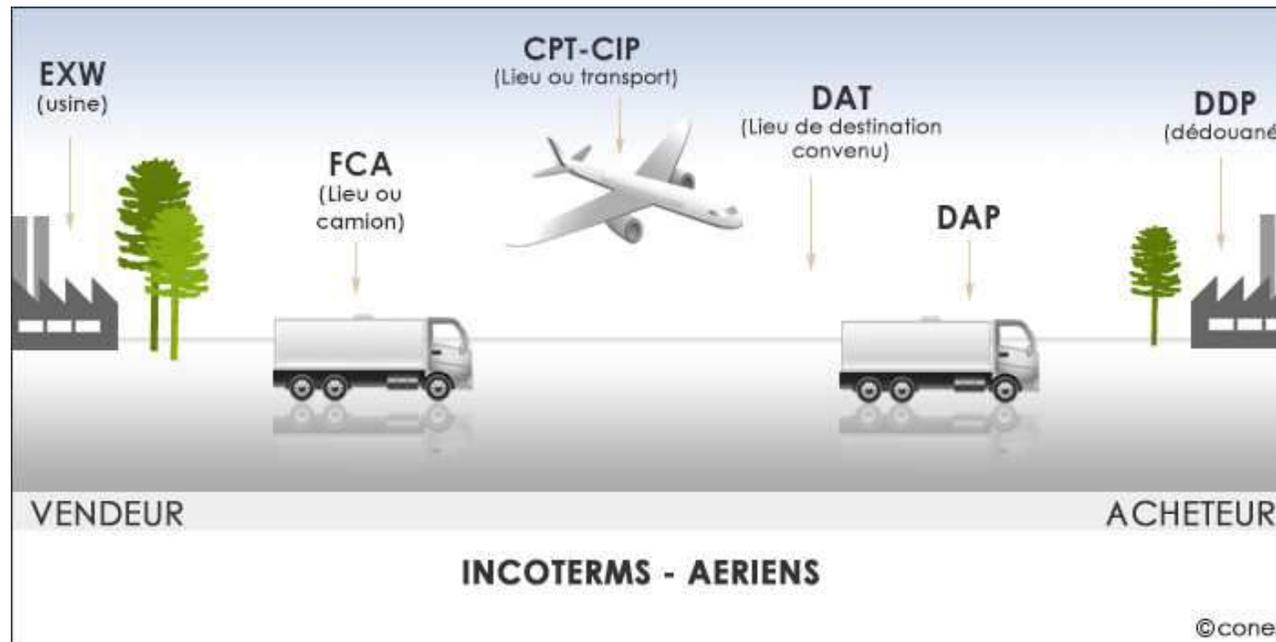 EXW
(usine)
FCA
(Lieu ou
camion)
CPT-CIP
(Lieu ou transport)
DAT
(Lieu de destination
convenu)
DAP
DDP
(dédouané
VENDEUR
ACHETEUR
INCOTERMS - AERIENS
©cone